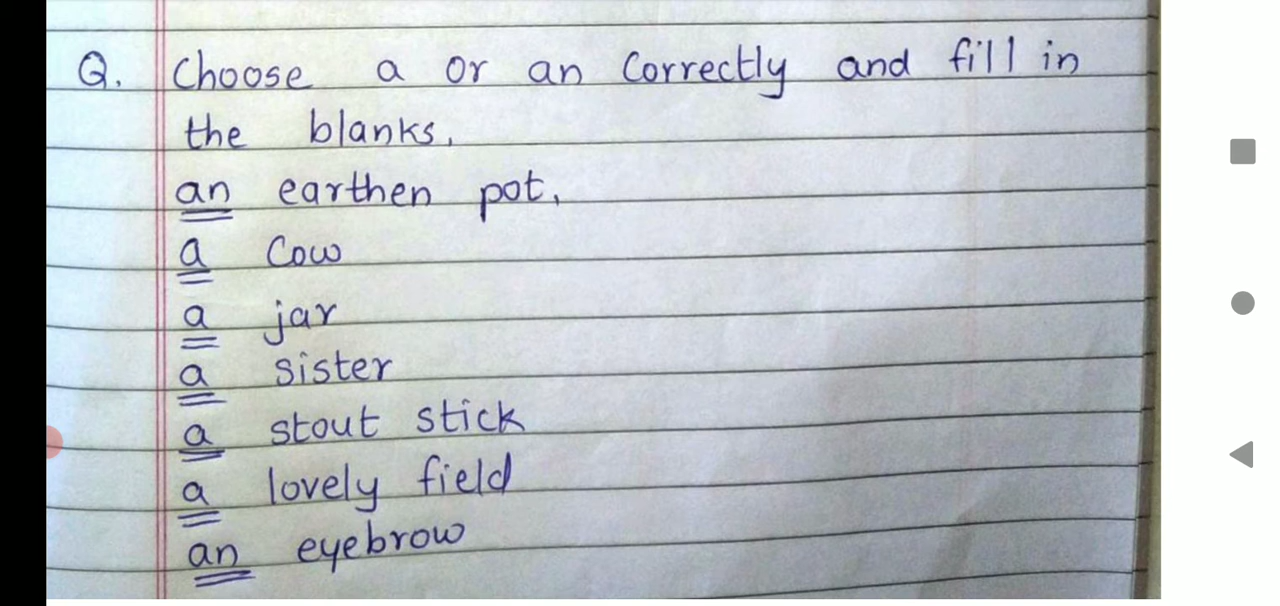 Q. Choose a or an Correctly and fill in
the blanks.
an earthen pot.
a Cow
a jar
a sister
a stout stick
a lovely field
an eyebrow